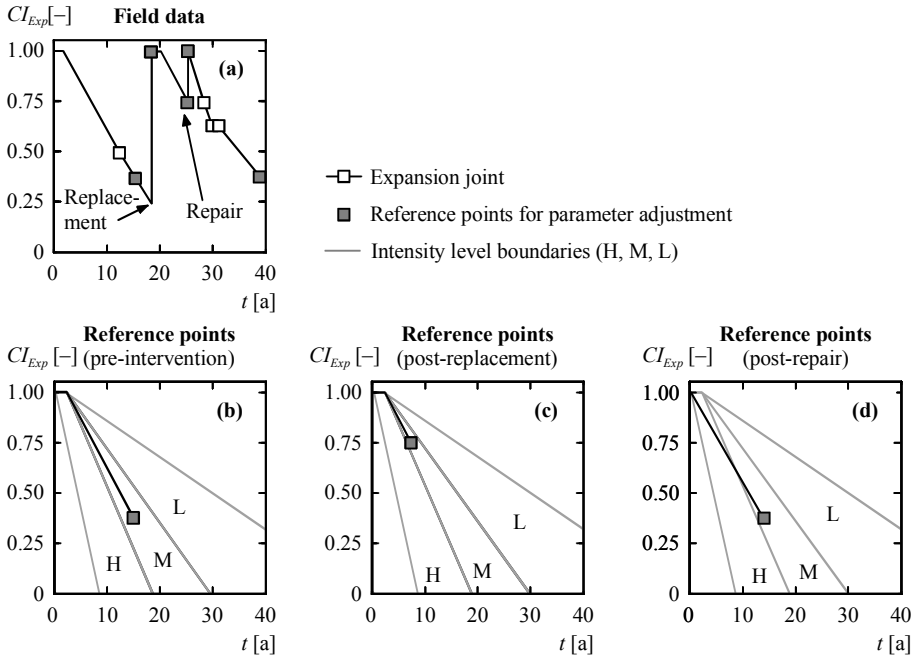 CI_Exp[–] Field data
1.00
(a)
0.75
0.50
0.25
0
Replace-
ment
Repair
0 10 20 30 40
t [a]
Expansion joint
Reference points for parameter adjustment
Intensity level boundaries (H, M, L)
Reference points
CI_Exp [–] (pre-intervention)
1.00
(b)
0.75
0.50
0.25
0
L
H M
0 10 20 30 40
t [a]
Reference points
CI_Exp [–] (post-replacement)
1.00
(c)
0.75
0.50
0.25
0
L
H M
0 10 20 30 40
t [a]
Reference points
CI_Exp [–] (post-repair)
1.00
(d)
0.75
0.50
0.25
0
L
H M
0 10 20 30 40
t [a]